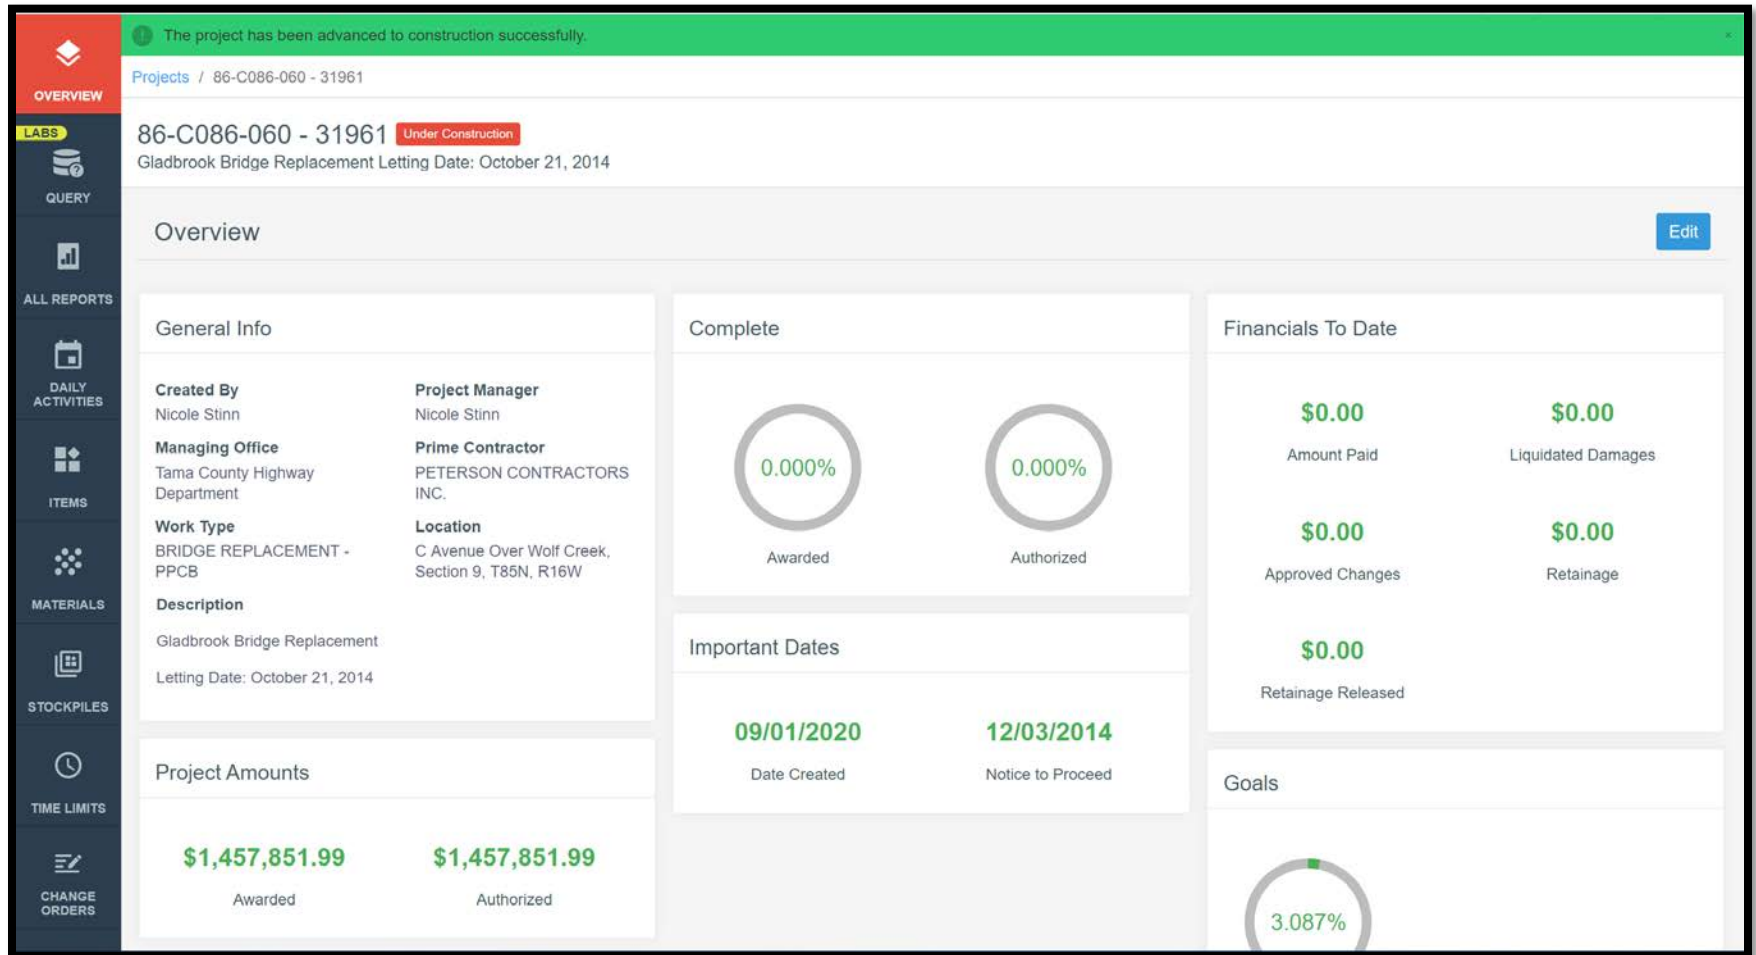 The project has been advanced to construction successfully.
×
OVERVIEW
LABS
QUERY
ALL REPORTS
DAILY
ACTIVITIES
ITEMS
MATERIALS
STOCKPILES
TIME LIMITS
CHANGE
ORDERS
Projects / 86-C086-060 - 31961
86-C086-060 - 31961 Under Construction
Gladbrook Bridge Replacement Letting Date: October 21, 2014
Overview
Edit
General Info
Created By
Nicole Stinn
Project Manager
Nicole Stinn
Managing Office
Tama County Highway
Department
Prime Contractor
PETERSON CONTRACTORS
INC.
Work Type
BRIDGE REPLACEMENT -
PPCB
Location
C Avenue Over Wolf Creek,
Section 9, T85N, R16W
Description
Gladbrook Bridge Replacement
Letting Date: October 21, 2014
Project Amounts
$1,457,851.99
Awarded
$1,457,851.99
Authorized
Complete
0.000%
Awarded
0.000%
Authorized
Important Dates
09/01/2020
Date Created
12/03/2014
Notice to Proceed
Financials To Date
$0.00
Amount Paid
$0.00
Liquidated Damages
$0.00
Approved Changes
$0.00
Retainage
$0.00
Retainage Released
Goals
3.087%